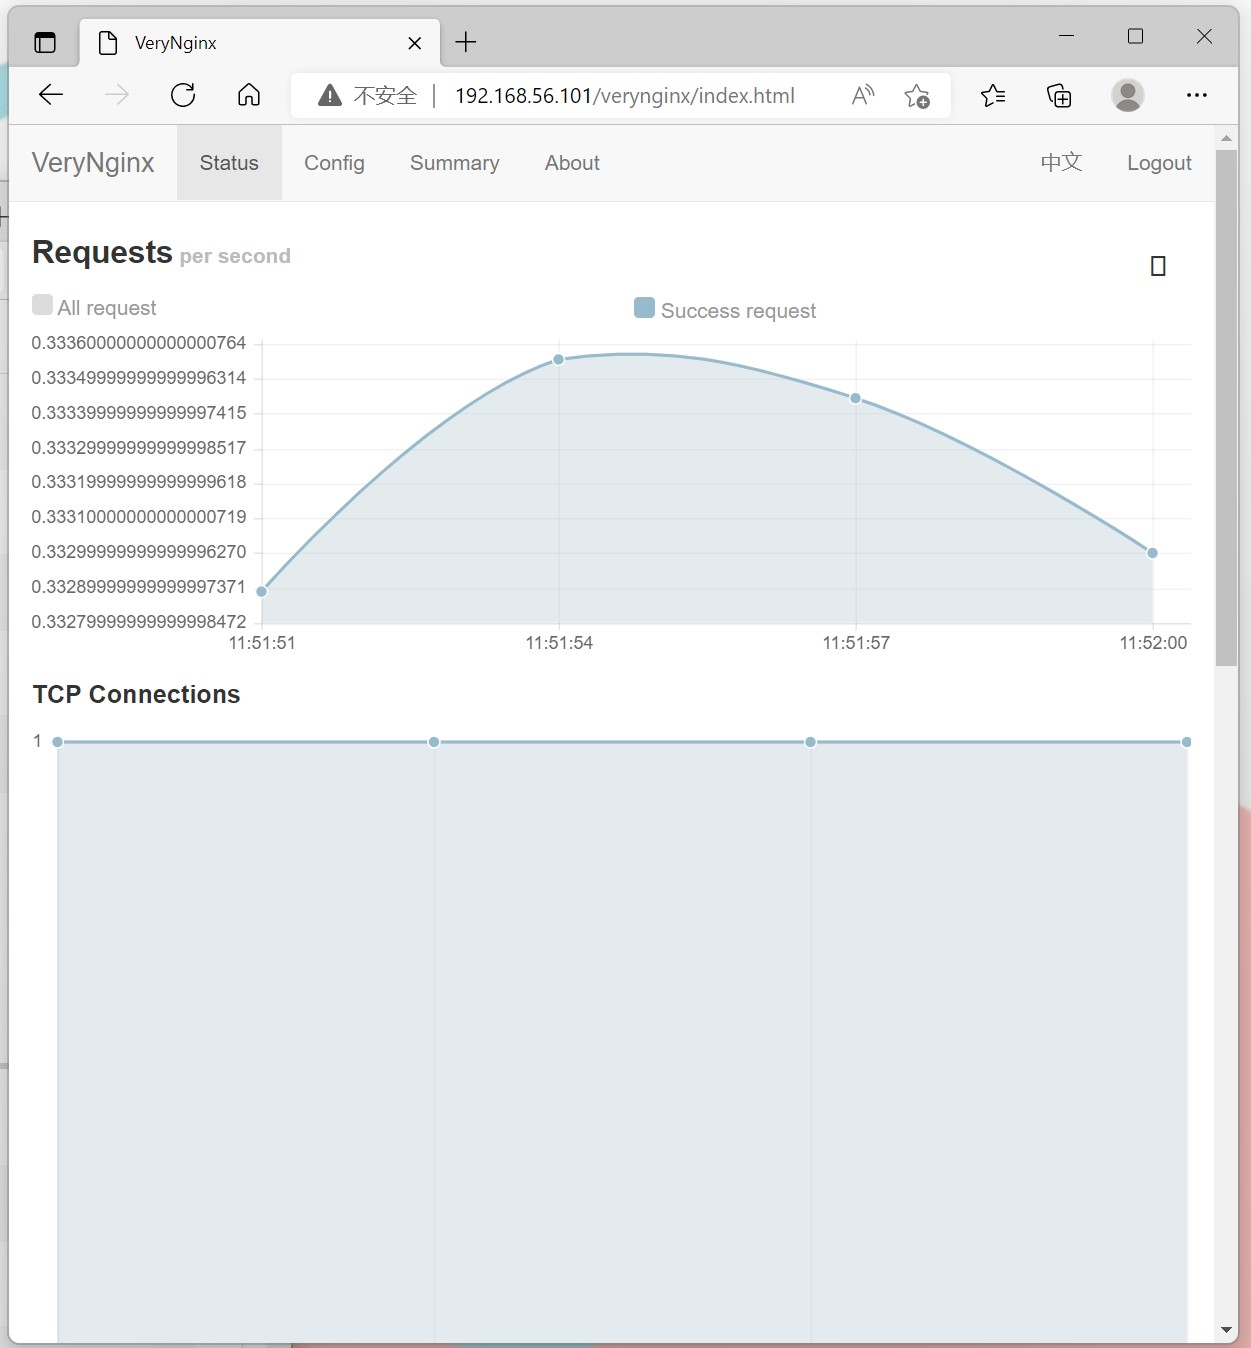 VeryNginx
不安全 | 192.168.56.101/verynginx/index.html
VeryNginx Status Config Summary About 中文 Logout
Requests per second
All request Success request
0.33360000000000000764
0.33349999999999996314
0.33339999999999997415
0.33329999999999998517
0.33319999999999999618
0.33310000000000000719
0.33299999999999996270
0.33289999999999997371
0.33279999999999998472
11:51:51 11:51:54 11:51:57 11:52:00
TCP Connections
1